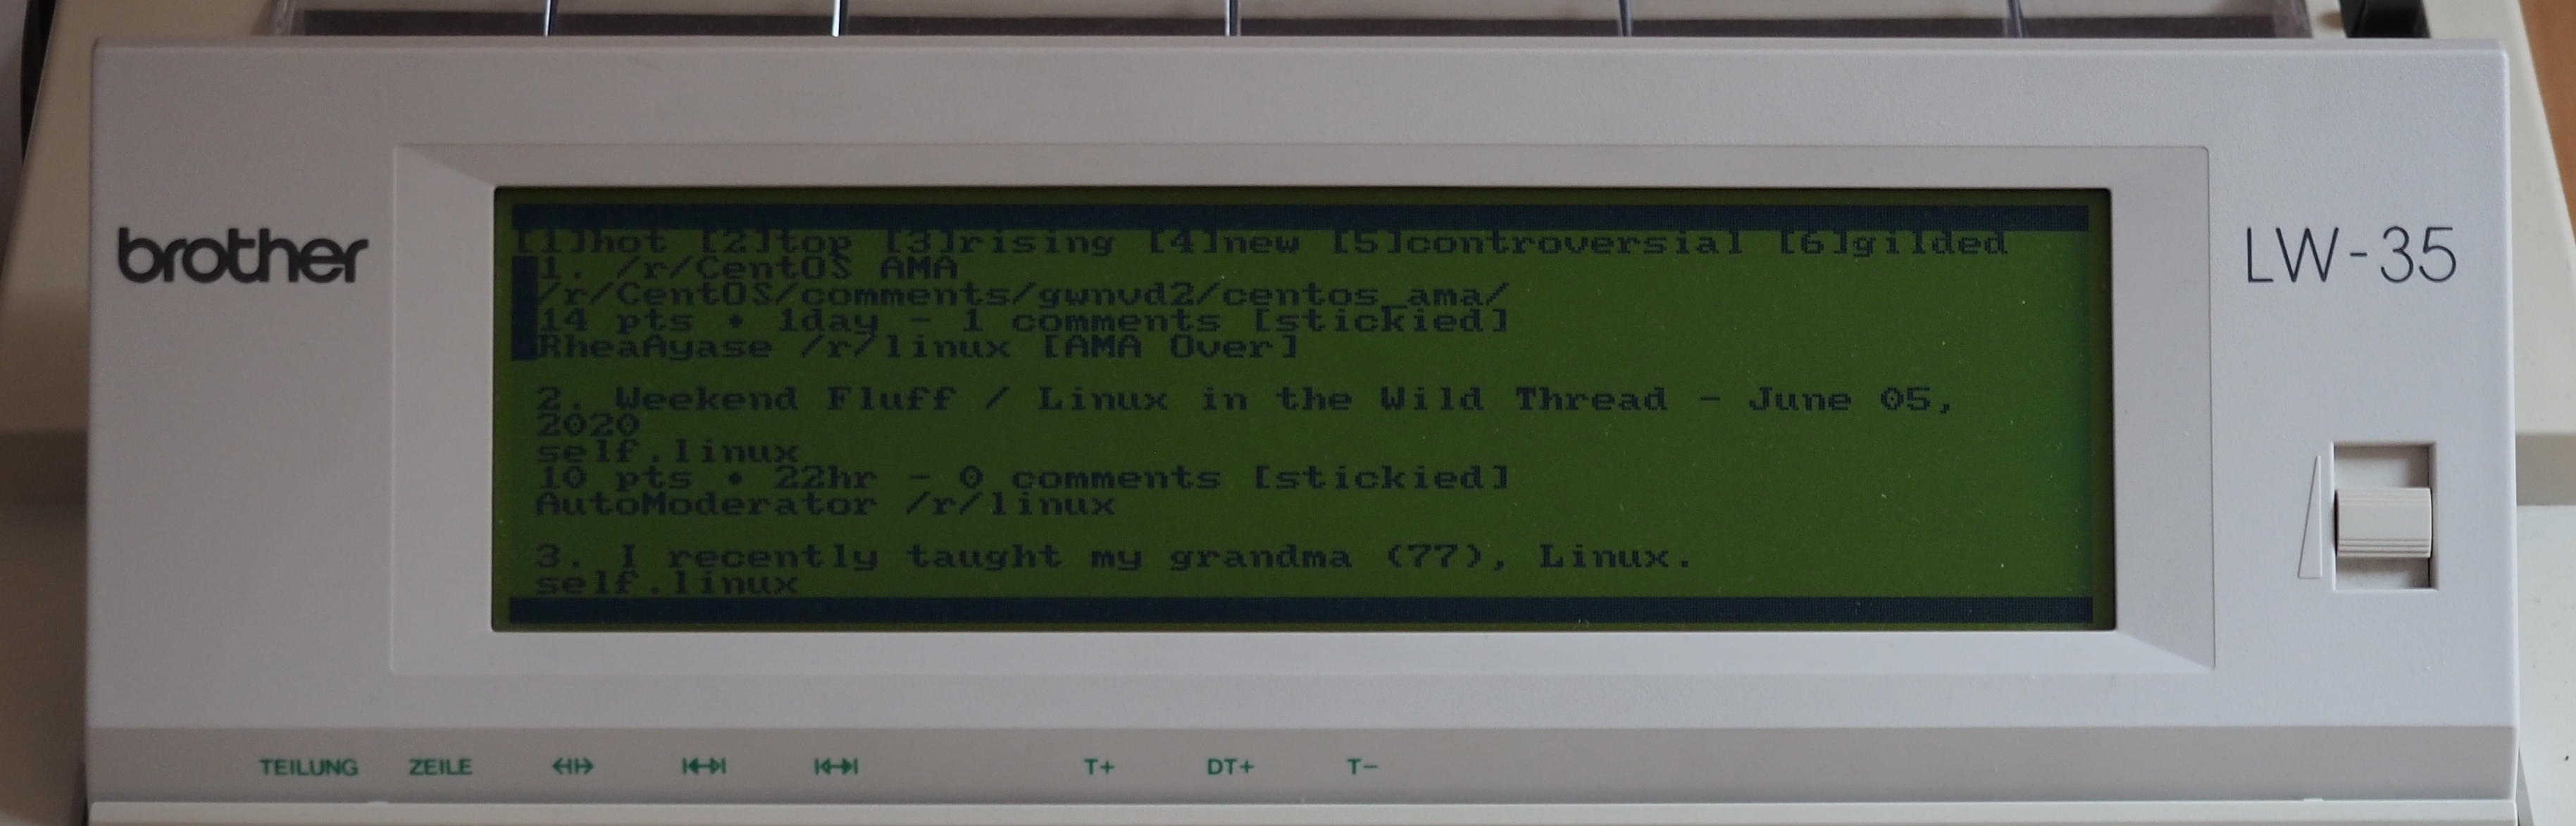 brother
LW-35
[1]hot [2]top [3]rising [4]new [5]controversial [6]gilded
1. /r/CentOS AMA
/r/CentOS/comments/gwnvd2/centos_ama/
14 pts • 1day - 1 comments [stickied]
RheaAyase /r/linux [AMA Over]
2. Weekend Fluff / Linux in the Wild Thread - June 05,
2020
self.linux
10 pts • 22hr - 0 comments [stickied]
AutoModerator /r/linux
3. I recently taught my grandma (77), Linux.
self.linux
TEILUNG ZEILE T+ DT+ T-